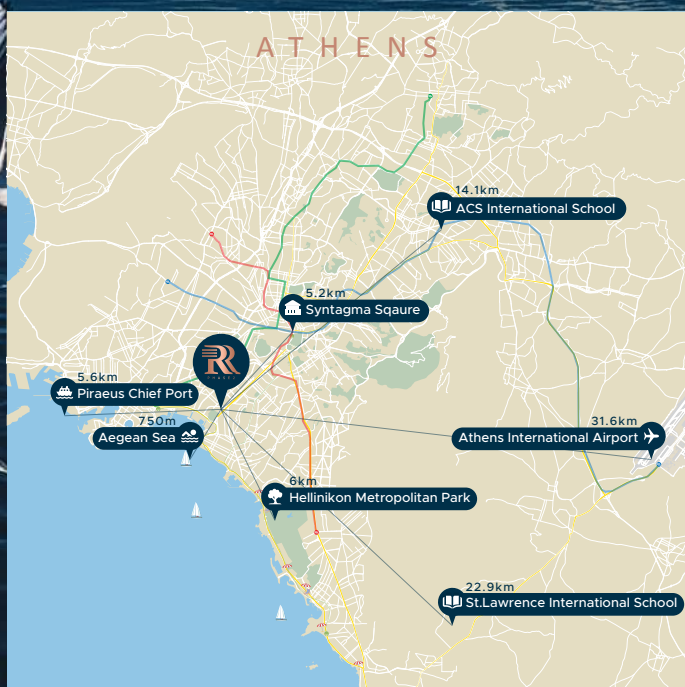 ATHENS
14.1km
ACS International School
5.2km
Syntagma Sqaure
RR
5.6km
Piraeus Chief Port
750m
Aegean Sea
31.6km
Athens International Airport
6km
Hellinikon Metropolitan Park
22.9km
St.Lawrence International School